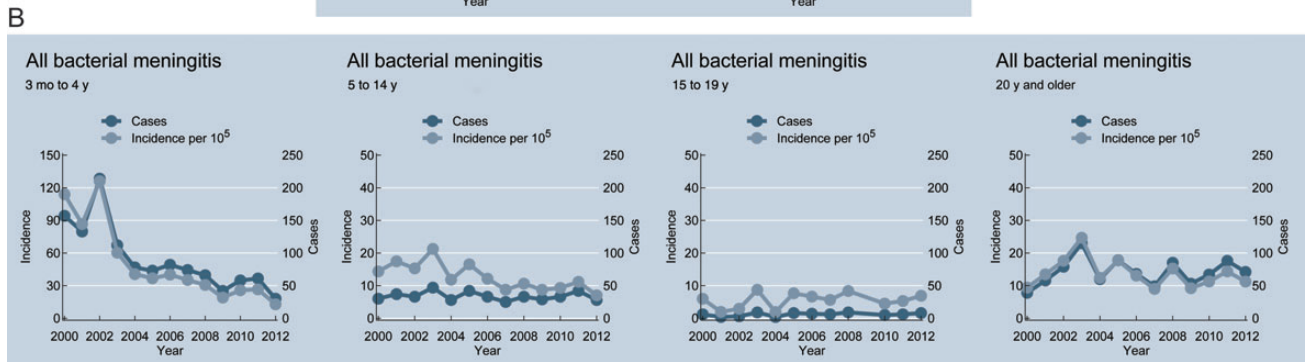 Year Year
B
All bacterial meningitis
3 mo to 4 y
Cases
Incidence per 10⁵
150 250
120 200
90 150
60 100
30 50
0 0
Incidence
Cases
2000 2002 2004 2006 2008 2010 2012
Year
All bacterial meningitis
5 to 14 y
Cases
Incidence per 10⁵
50 250
40 200
30 150
20 100
10 50
0 0
Incidence
Cases
2000 2002 2004 2006 2008 2010 2012
Year
All bacterial meningitis
15 to 19 y
Cases
Incidence per 10⁵
50 250
40 200
30 150
20 100
10 50
0 0
Incidence
Cases
2000 2002 2004 2006 2008 2010 2012
Year
All bacterial meningitis
20 y and older
Cases
Incidence per 10⁵
50 250
40 200
30 150
20 100
10 50
0 0
Incidence
Cases
2000 2002 2004 2006 2008 2010 2012
Year